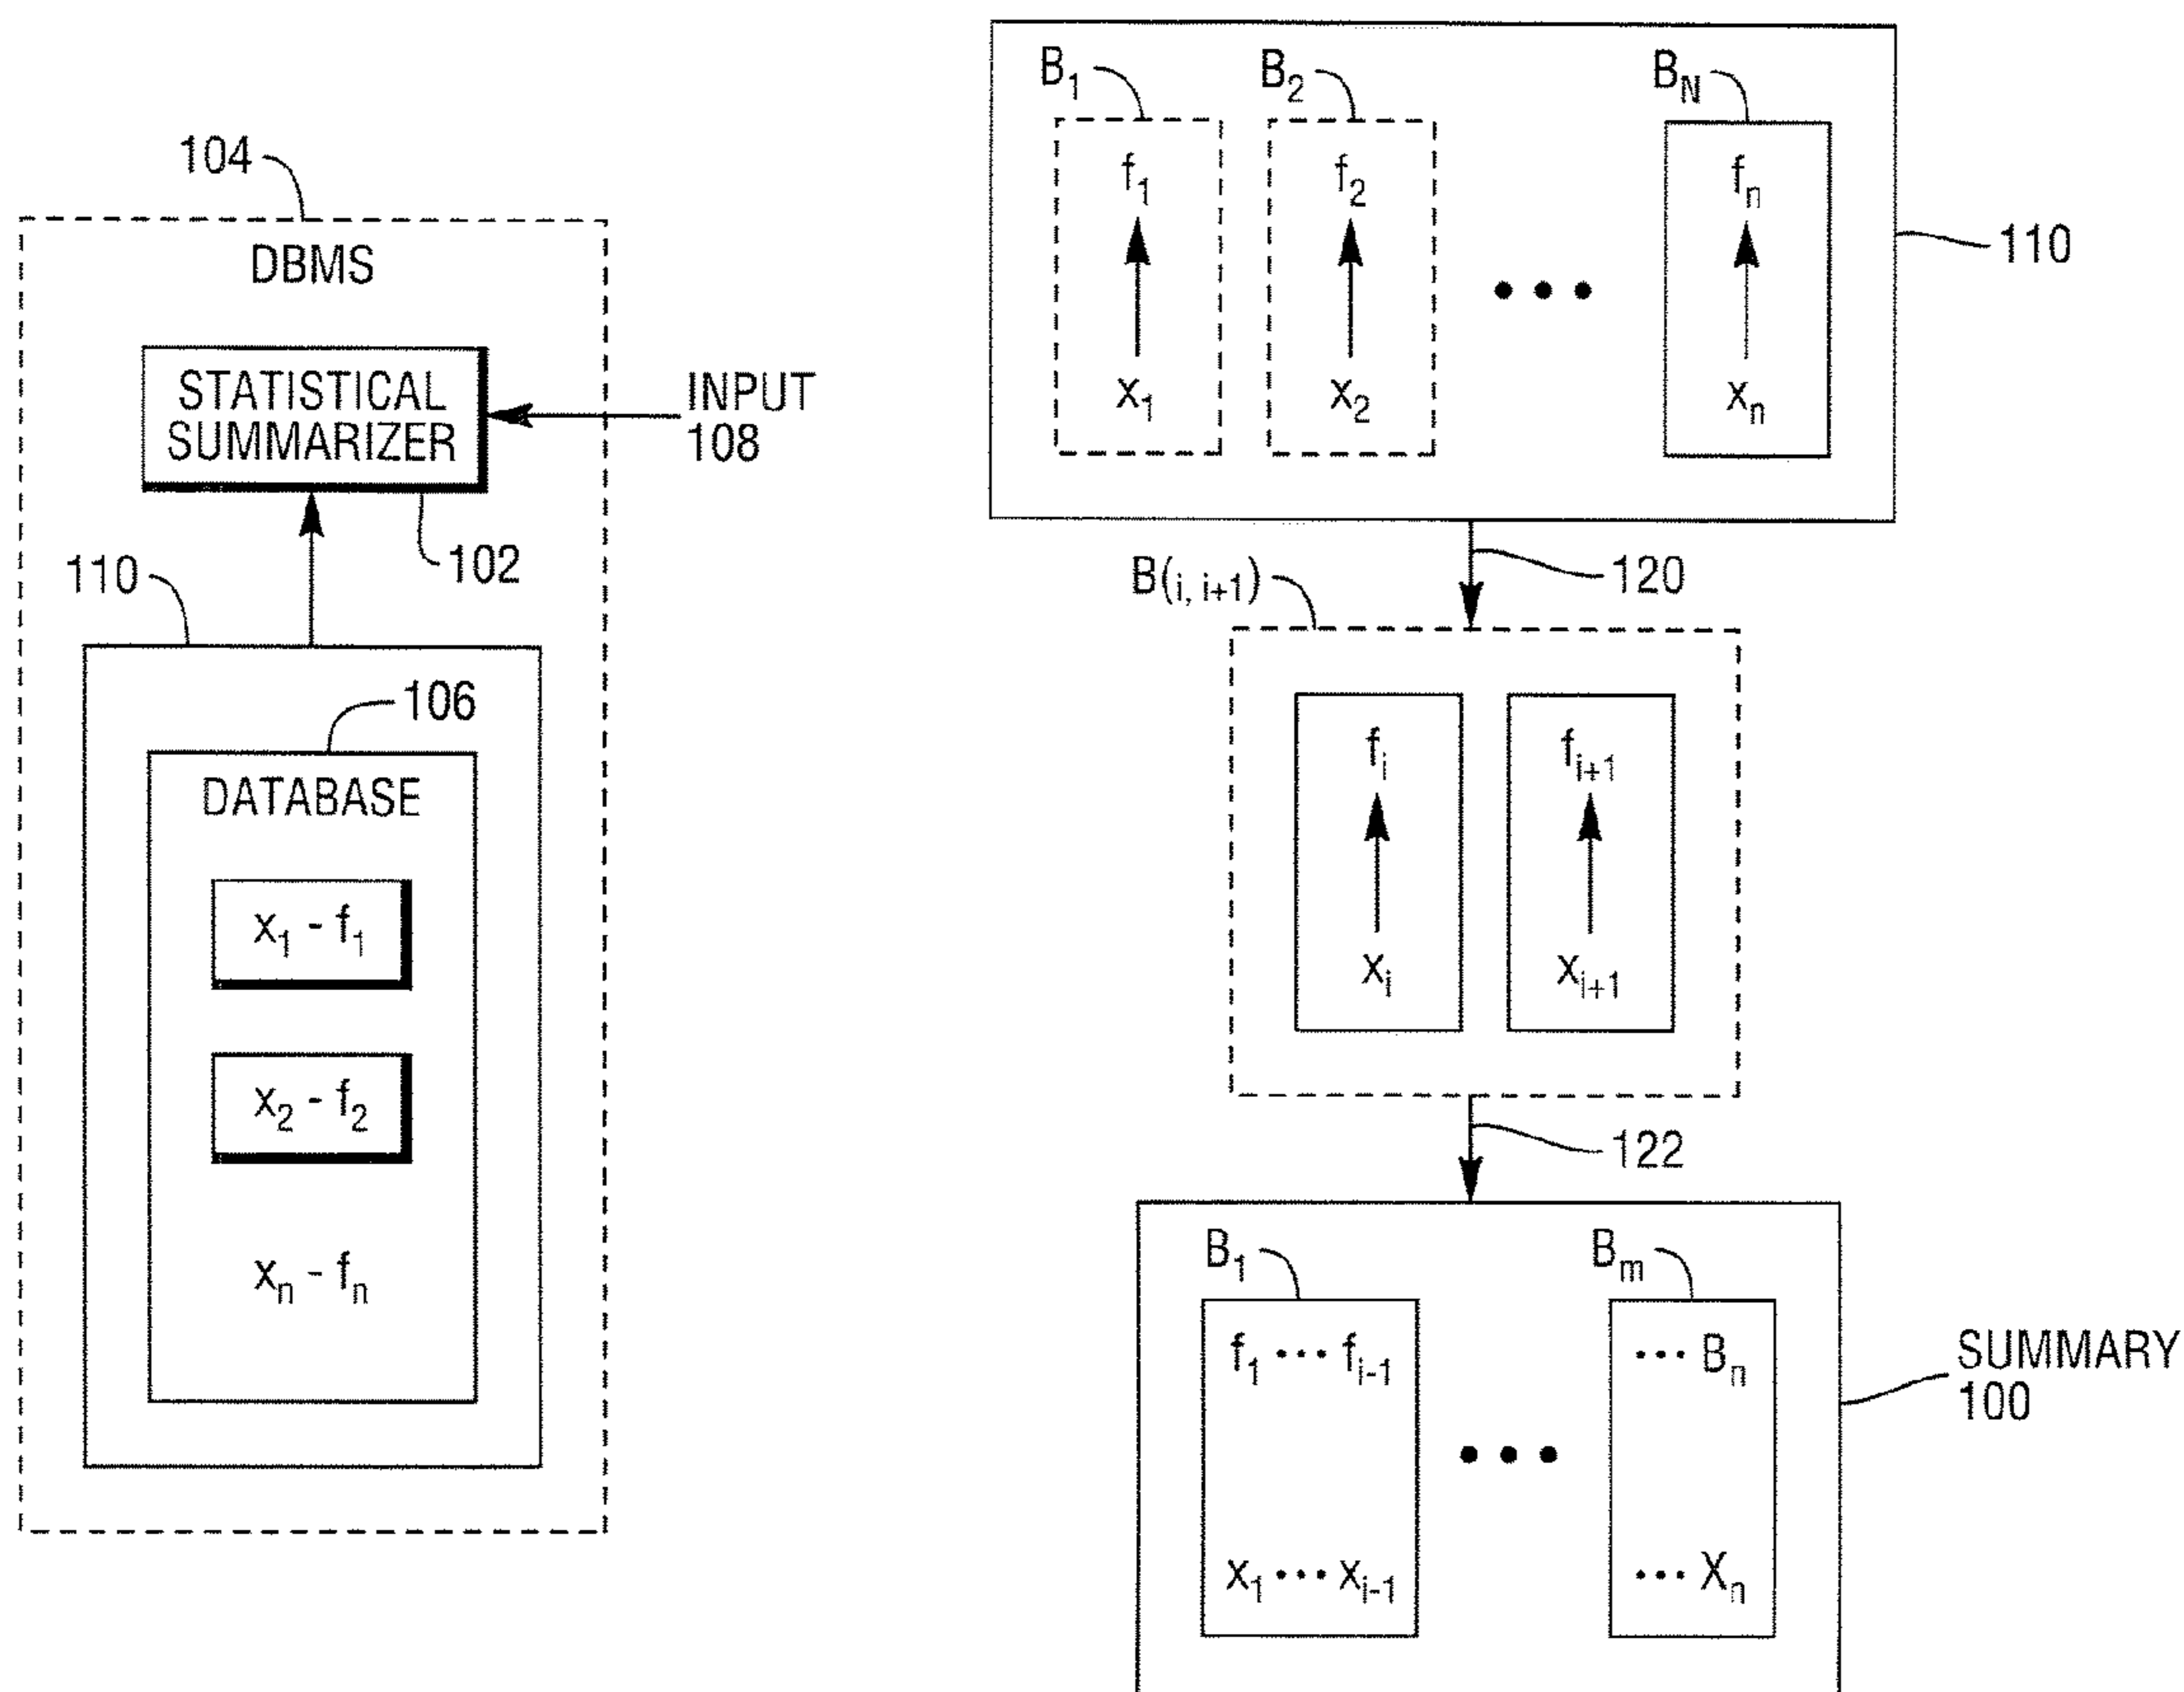 104
DBMS
STATISTICAL
SUMMARIZER
INPUT
108
102
110
106
DATABASE
x₁ - f₁
x₂ - f₂
xₙ - fₙ
B₁
B₂
B_N
f₁
f₂
fₙ
• • •
x₁
x₂
xₙ
110
120
B(i, i+1)
fᵢ
fᵢ₊₁
xᵢ
xᵢ₊₁
122
B₁
Bₘ
f₁ ••• fᵢ₋₁
••• Bₙ
• • •
x₁ ••• xᵢ₋₁
••• Xₙ
SUMMARY
100